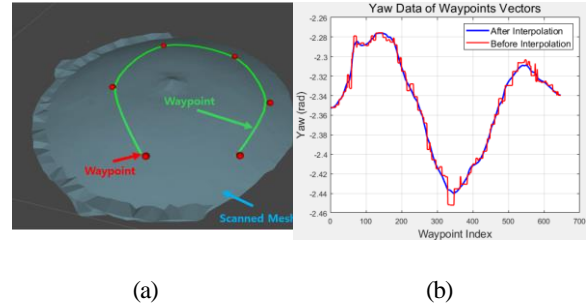 Waypoint
Waypoint
Scanned Mesh
Yaw Data of Waypoints Vectors
After Interpolation
Before Interpolation
Yaw (rad)
-2.26
-2.28
-2.3
-2.32
-2.34
-2.36
-2.38
-2.4
-2.42
-2.44
-2.46
0 100 200 300 400 500 600 700
Waypoint Index
(a) (b)